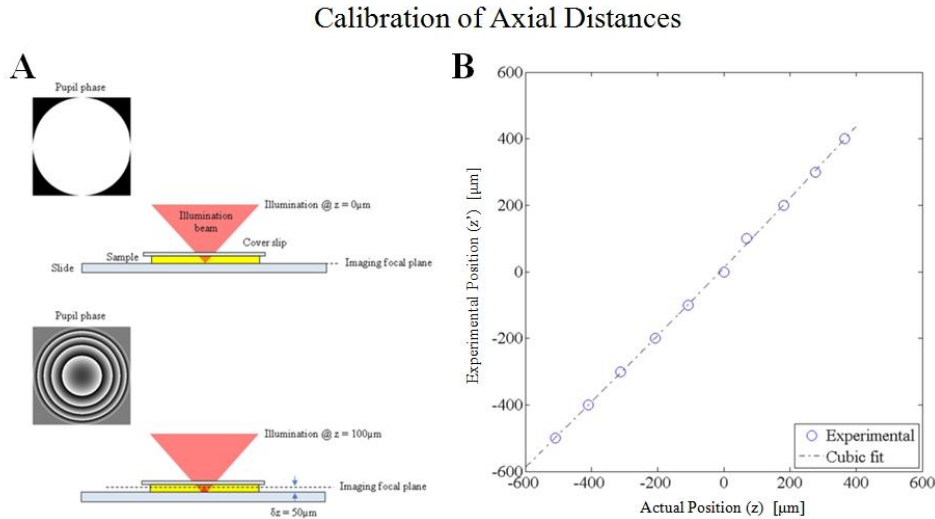 Calibration of Axial Distances
A
Pupil phase
Illumination @ z = 0μm
Illumination
beam
Cover slip
Sample
Imaging focal plane
Slide
Pupil phase
Illumination @ z = 100μm
Imaging focal plane
δz = 50μm
B
600
400
200
0
-200
-400
-600
Experimental Position (z') [μm]
-600
-400
-200
0
200
400
600
Actual Position (z) [μm]
Experimental
Cubic fit